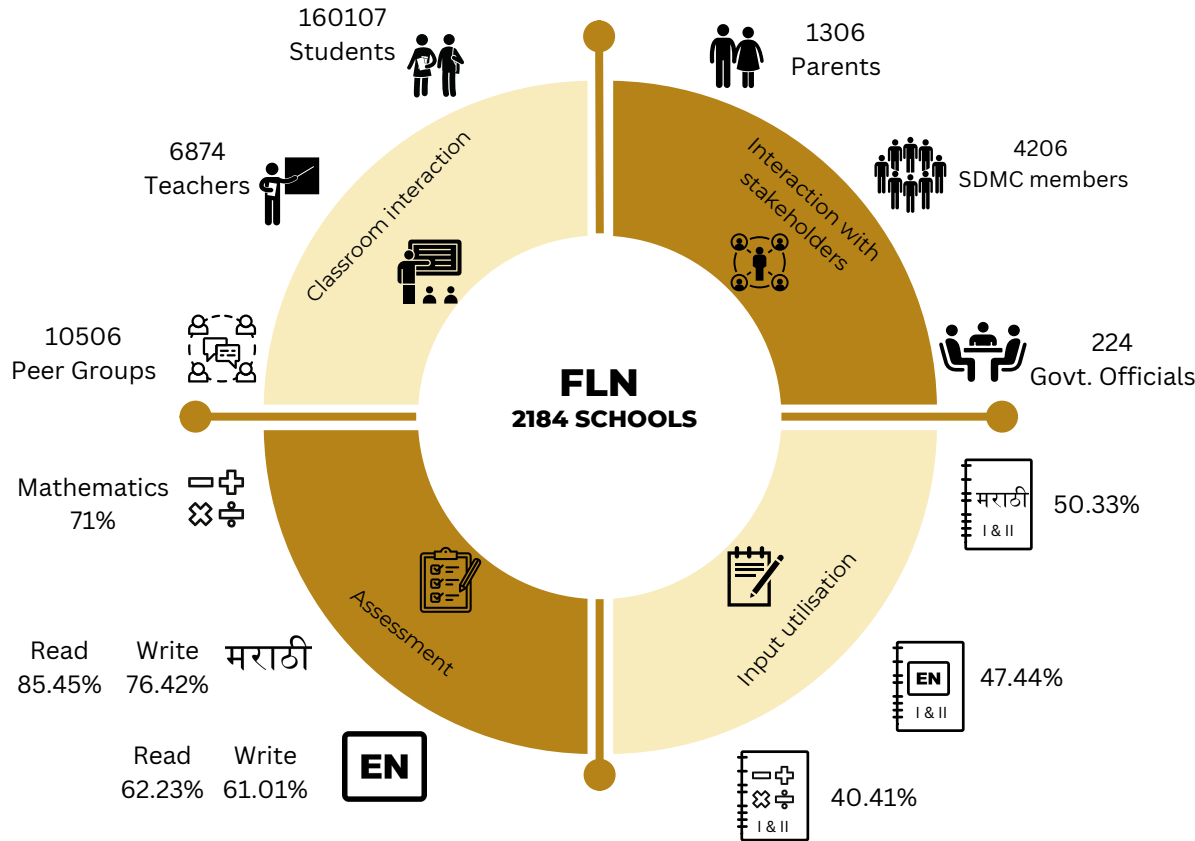 160107
Students
1306
Parents
6874
Teachers
4206
SDMC members
Classroom interaction
Interaction with
stakeholders
10506
Peer Groups
224
Govt. Officials
FLN
2184 SCHOOLS
Mathematics
71%
मराठी
I & II
50.33%
Assessment
Input utilisation
Read Write मराठी
85.45% 76.42%
EN
I & II
47.44%
Read Write
62.23% 61.01%
EN
I & II
40.41%